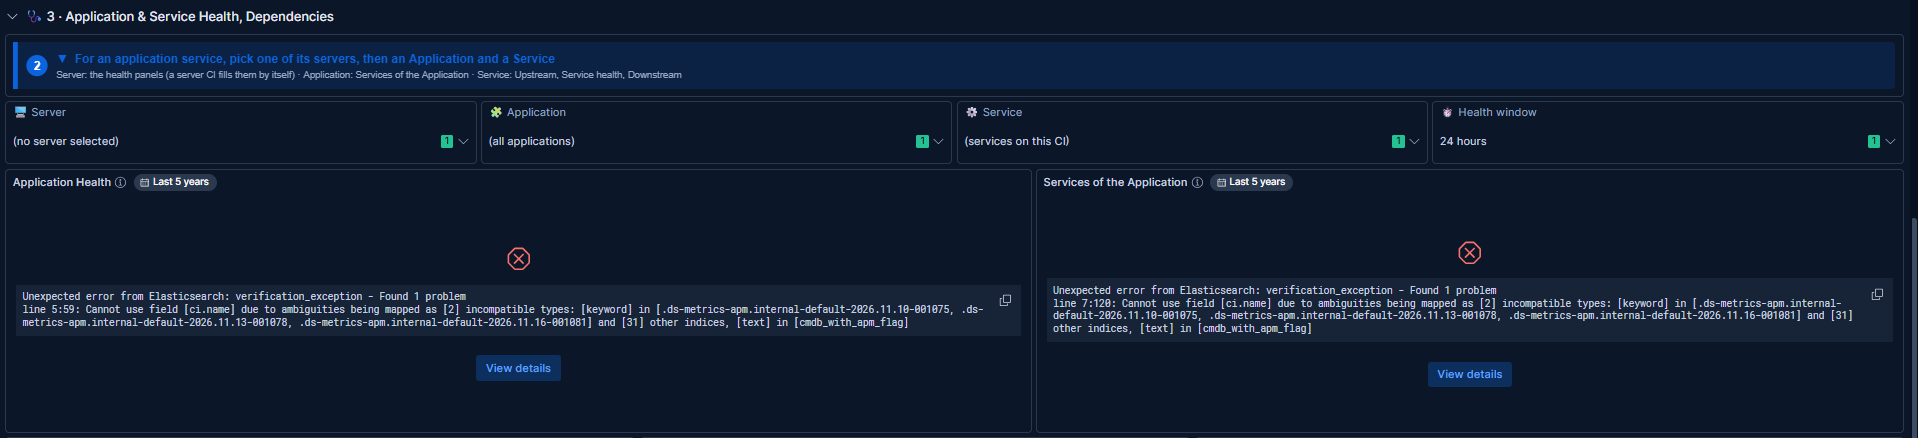 3 · Application & Service Health, Dependencies
2
▼ For an application service, pick one of its servers, then an Application and a Service
Server: the health panels (a server CI fills them by itself) · Application: Services of the Application · Service: Upstream, Service health, Downstream
Server
(no server selected)
1
Application
(all applications)
1
Service
(services on this CI)
1
Health window
24 hours
1
Application Health
Last 5 years
Unexpected error from Elasticsearch: verification_exception - Found 1 problem
line 5:59: Cannot use field [ci.name] due to ambiguities being mapped as [2] incompatible types: [keyword] in [.ds-metrics-apm.internal-default-2026.11.10-001075, .ds-
metrics-apm.internal-default-2026.11.13-001078, .ds-metrics-apm.internal-default-2026.11.16-001081] and [31] other indices, [text] in [cmdb_with_apm_flag]
View details
Services of the Application
Last 5 years
Unexpected error from Elasticsearch: verification_exception - Found 1 problem
line 7:120: Cannot use field [ci.name] due to ambiguities being mapped as [2] incompatible types: [keyword] in [.ds-metrics-apm.internal-
default-2026.11.10-001075, .ds-metrics-apm.internal-default-2026.11.13-001078, .ds-metrics-apm.internal-default-2026.11.16-001081] and [31]
other indices, [text] in [cmdb_with_apm_flag]
View details